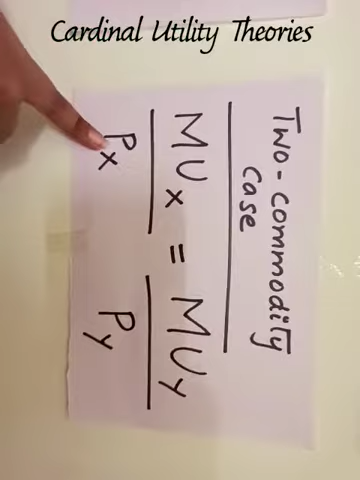 Cardinal Utility Theories
Two-commodity
case
MUx = MUy
Px Py